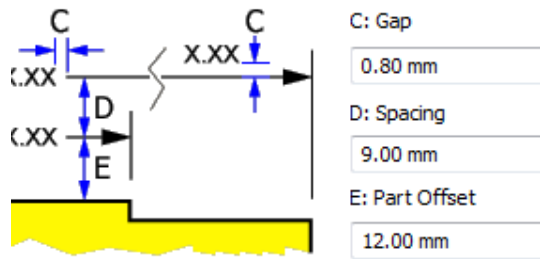 C
X.XX
X.XX
D
X.XX
E
C: Gap
0.80 mm
D: Spacing
9.00 mm
E: Part Offset
12.00 mm